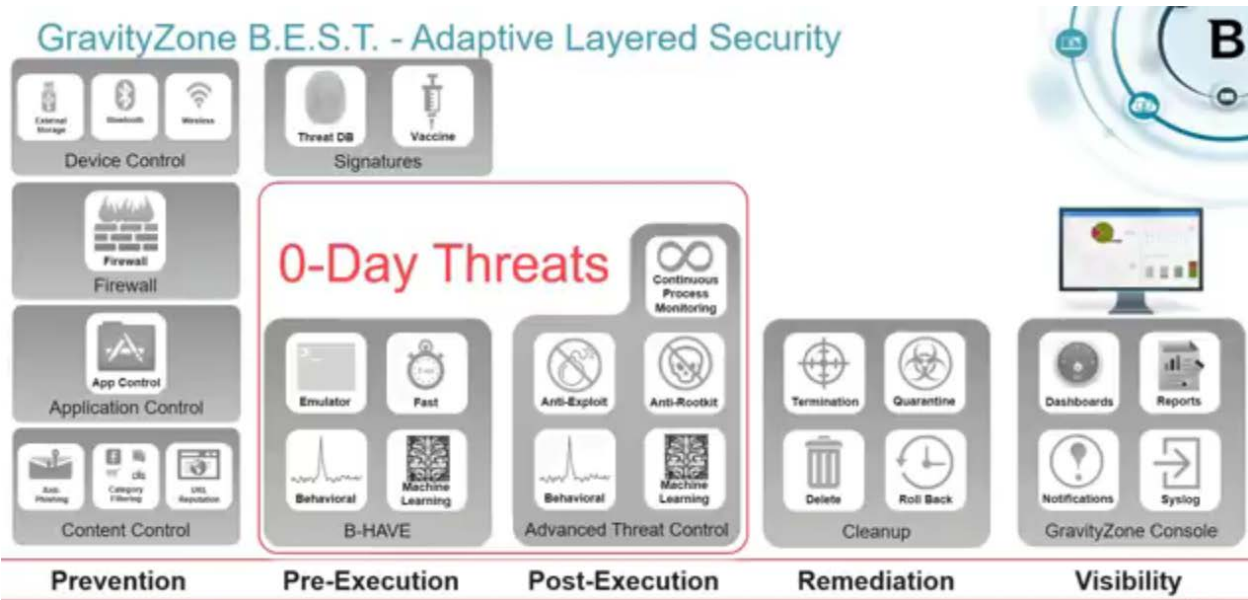 GravityZone B.E.S.T. - Adaptive Layered Security
B
External
Storage
Bluetooth
Wireless
Device Control
Threat DB
Vaccine
Signatures
Firewall
Firewall
App Control
Application Control
Anti-
Phishing
Category
Filtering
URL
Reputation
Content Control
0-Day Threats
Continuous
Process
Monitoring
Emulator
Fast
Behavioral
Machine
Learning
B-HAVE
Anti-Exploit
Anti-Rootkit
Behavioral
Machine
Learning
Advanced Threat Control
Termination
Quarantine
Delete
Roll Back
Cleanup
Dashboards
Reports
Notifications
Syslog
GravityZone Console
Prevention
Pre-Execution
Post-Execution
Remediation
Visibility